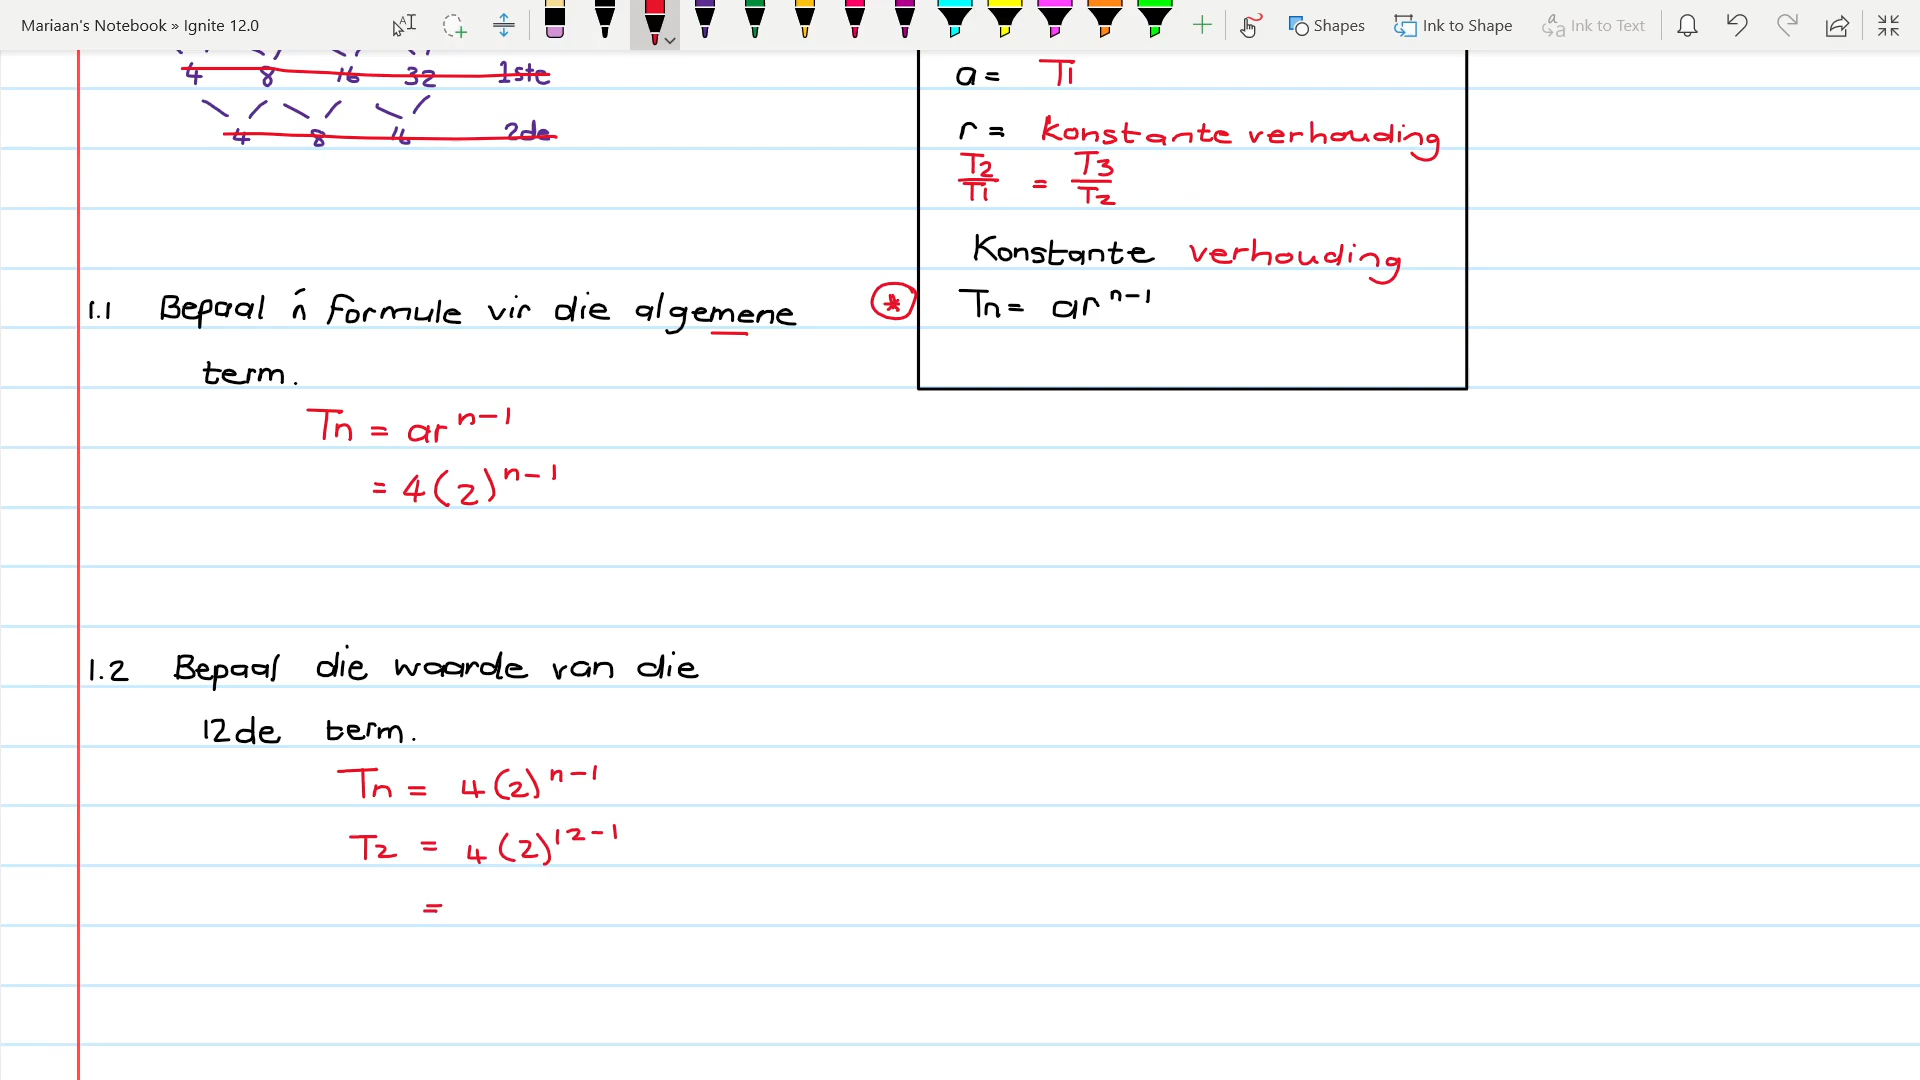 Mariaan's Notebook » Ignite 12.0
Shapes
Ink to Shape
Ink to Text
4 8 16 32 1ste
4 8 16 2de
a = T1
r = Konstante verhouding
T2/T1 = T3/T2
Konstante verhouding
* Tn = ar^n-1
1.1 Bepaal 'n formule vir die algemene
term.
Tn = ar^n-1
= 4(2)^n-1
1.2 Bepaal die waarde van die
12de term.
Tn = 4(2)^n-1
T2 = 4(2)^12-1
=